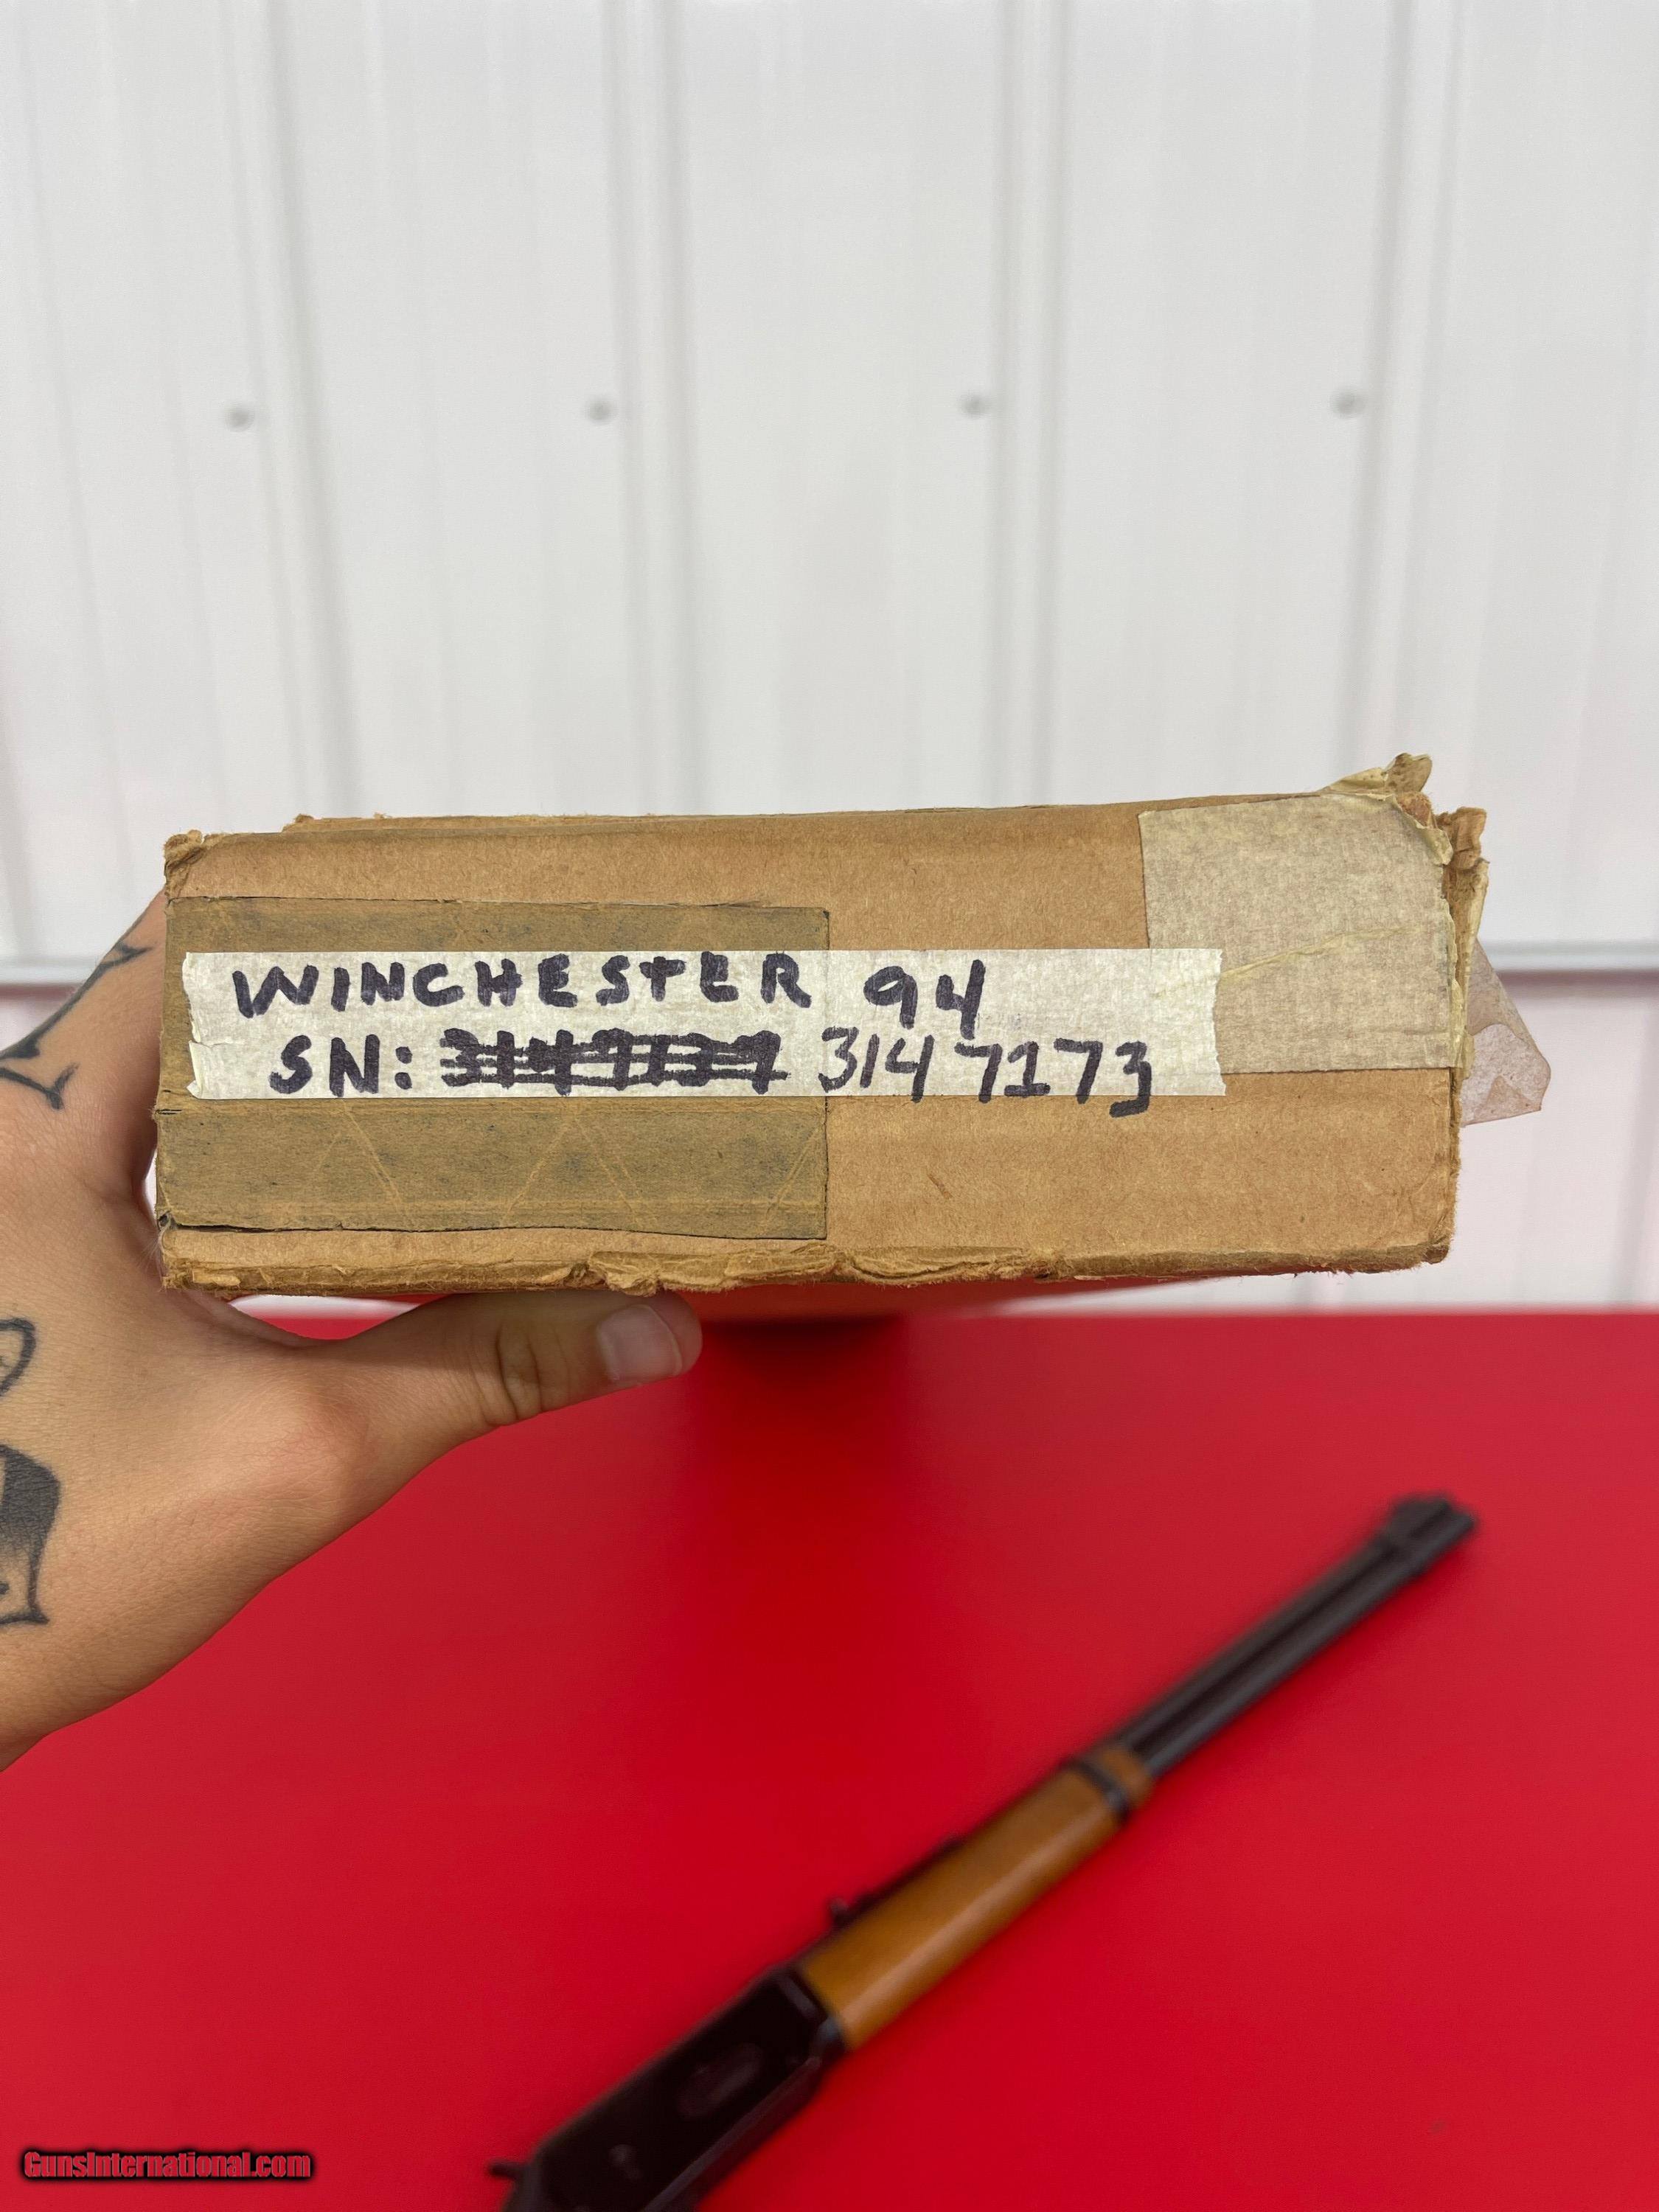 WINCHESTER 94
SN: 3147173
GunsInternational.com